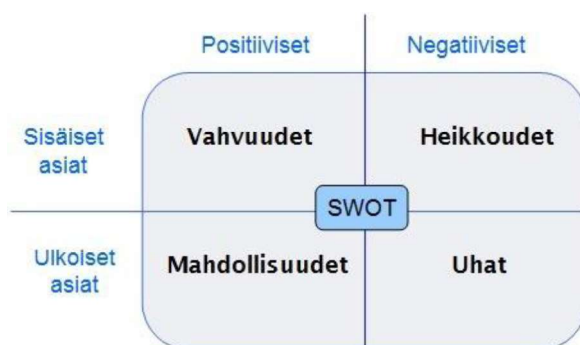 Positiiviset
Negatiiviset
Sisäiset
asiat
Vahvuudet
Heikkoudet
SWOT
Ulkoiset
asiat
Mahdollisuudet
Uhat